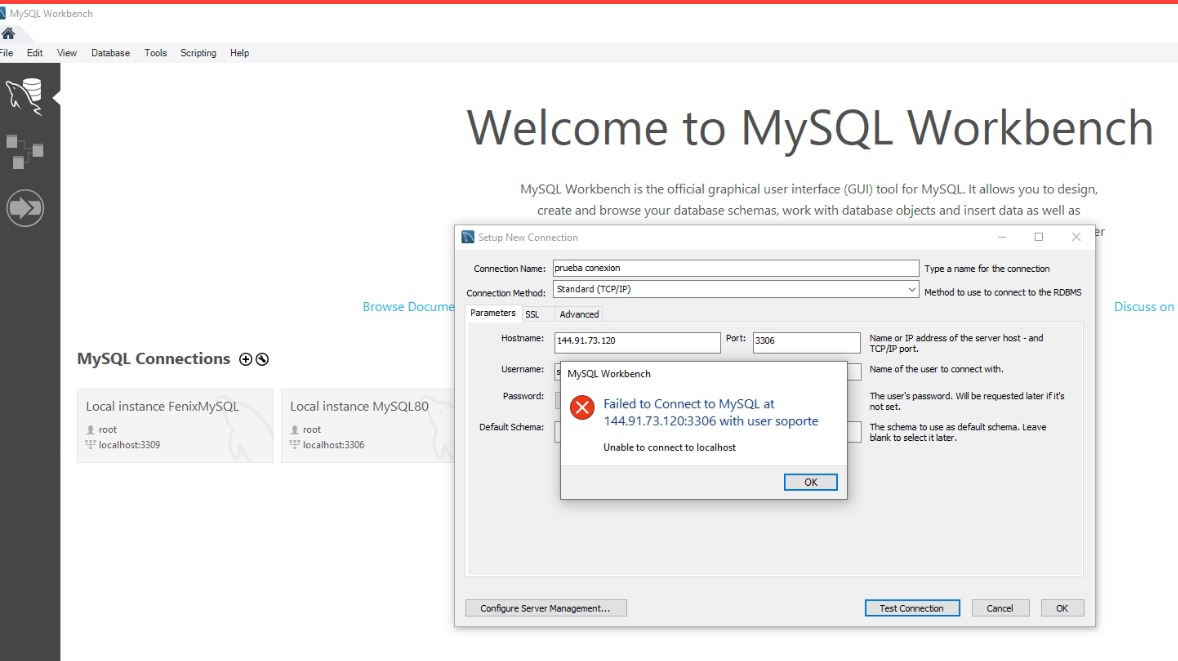 MySQL Workbench
File Edit View Database Tools Scripting Help
Welcome to MySQL Workbench
MySQL Workbench is the official graphical user interface (GUI) tool for MySQL. It allows you to design,
create and browse your database schemas, work with database objects and insert data as well as
er
Browse Docume
Discuss on
MySQL Connections
Local instance FenixMySQL
root
localhost:3309
Local instance MySQL80
root
localhost:3306
Setup New Connection
Connection Name: prueba conexion Type a name for the connection
Connection Method: Standard (TCP/IP) Method to use to connect to the RDBMS
Parameters SSL Advanced
Hostname: 144.91.73.120 Port: 3306 Name or IP address of the server host - and
TCP/IP port.
Username: s Name of the user to connect with.
Password: The user's password. Will be requested later if it's
not set.
Default Schema: The schema to use as default schema. Leave
blank to select it later.
MySQL Workbench
Failed to Connect to MySQL at
144.91.73.120:3306 with user soporte
Unable to connect to localhost
OK
Configure Server Management... Test Connection Cancel OK